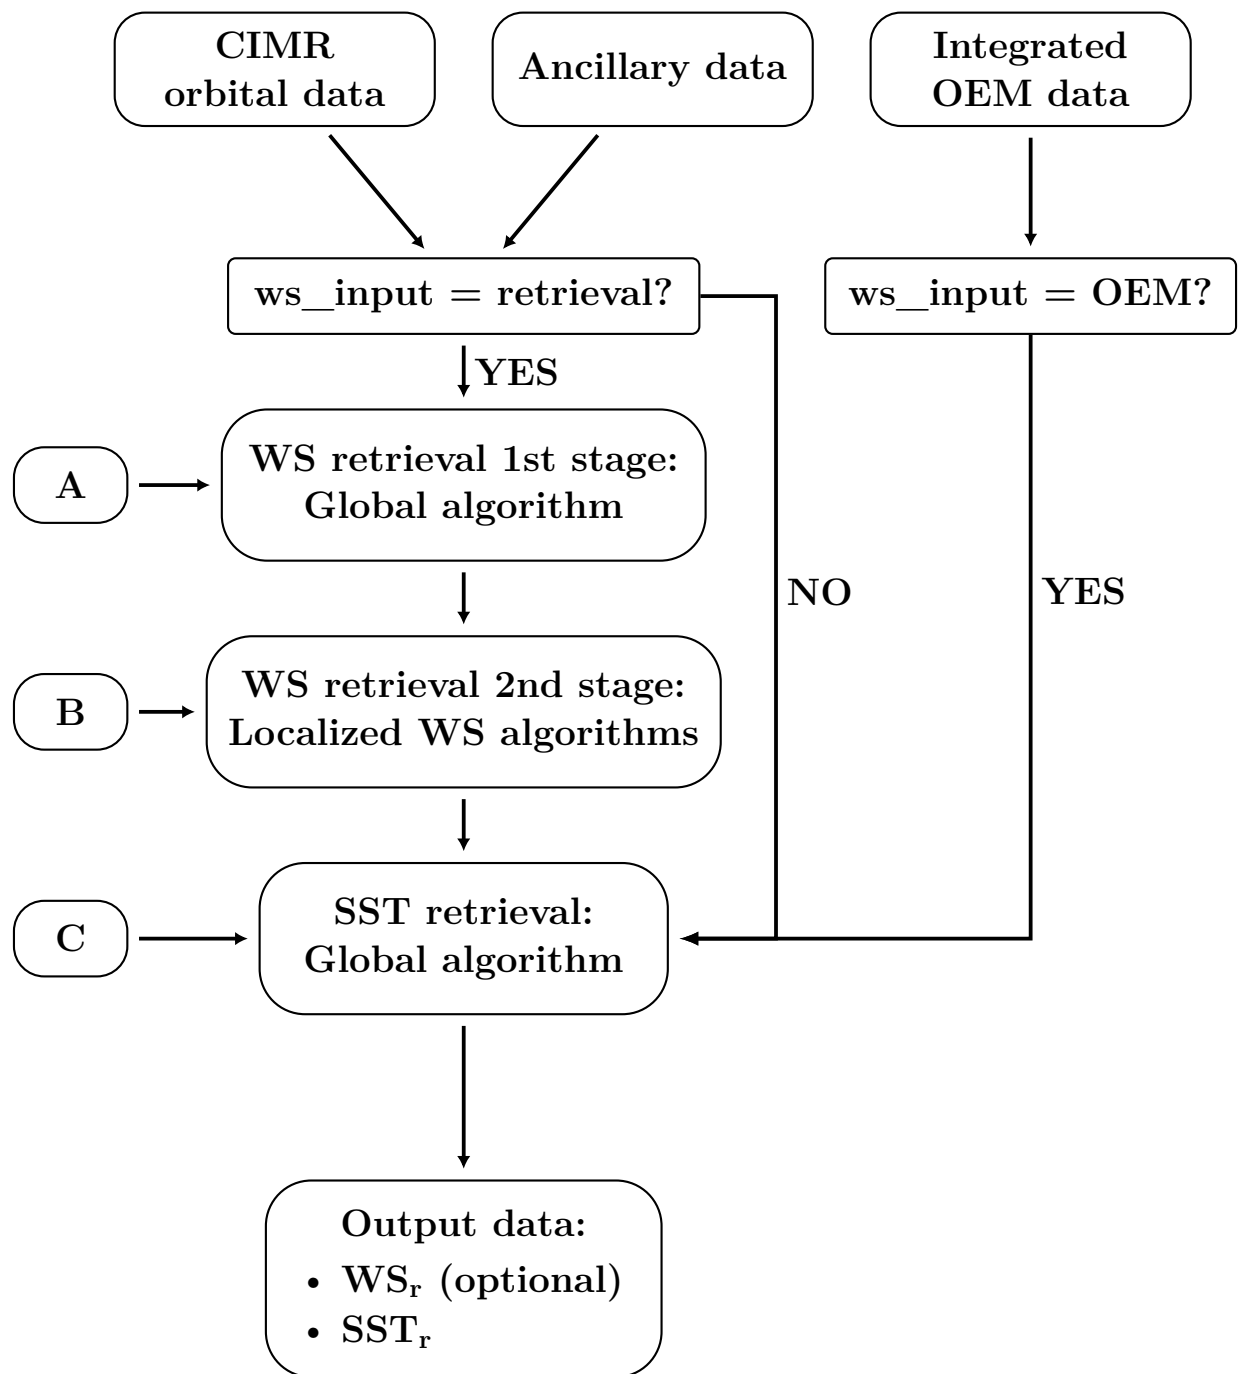 CIMR
orbital data
Ancillary data
Integrated
OEM data
ws_input = retrieval?
ws_input = OEM?
YES
A
WS retrieval 1st stage:
Global algorithm
NO
YES
B
WS retrieval 2nd stage:
Localized WS algorithms
C
SST retrieval:
Global algorithm
Output data:
• WSᵣ (optional)
• SSTᵣ